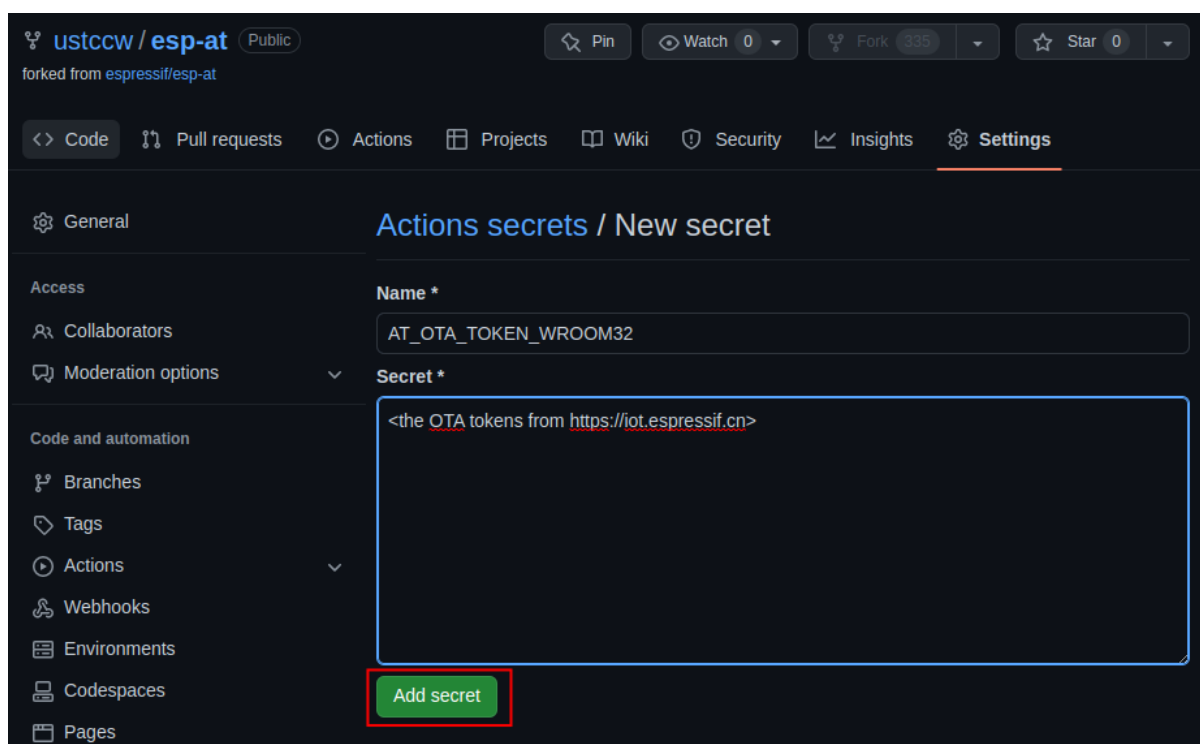 ustccw / esp-at Public
Pin
Watch 0
Fork 335
Star 0
forked from espressif/esp-at
Code
Pull requests
Actions
Projects
Wiki
Security
Insights
Settings
General
Access
Collaborators
Moderation options
Code and automation
Branches
Tags
Actions
Webhooks
Environments
Codespaces
Pages
Actions secrets / New secret
Name *
AT_OTA_TOKEN_WROOM32
Secret *
<the OTA tokens from https://iot.espressif.cn>
Add secret